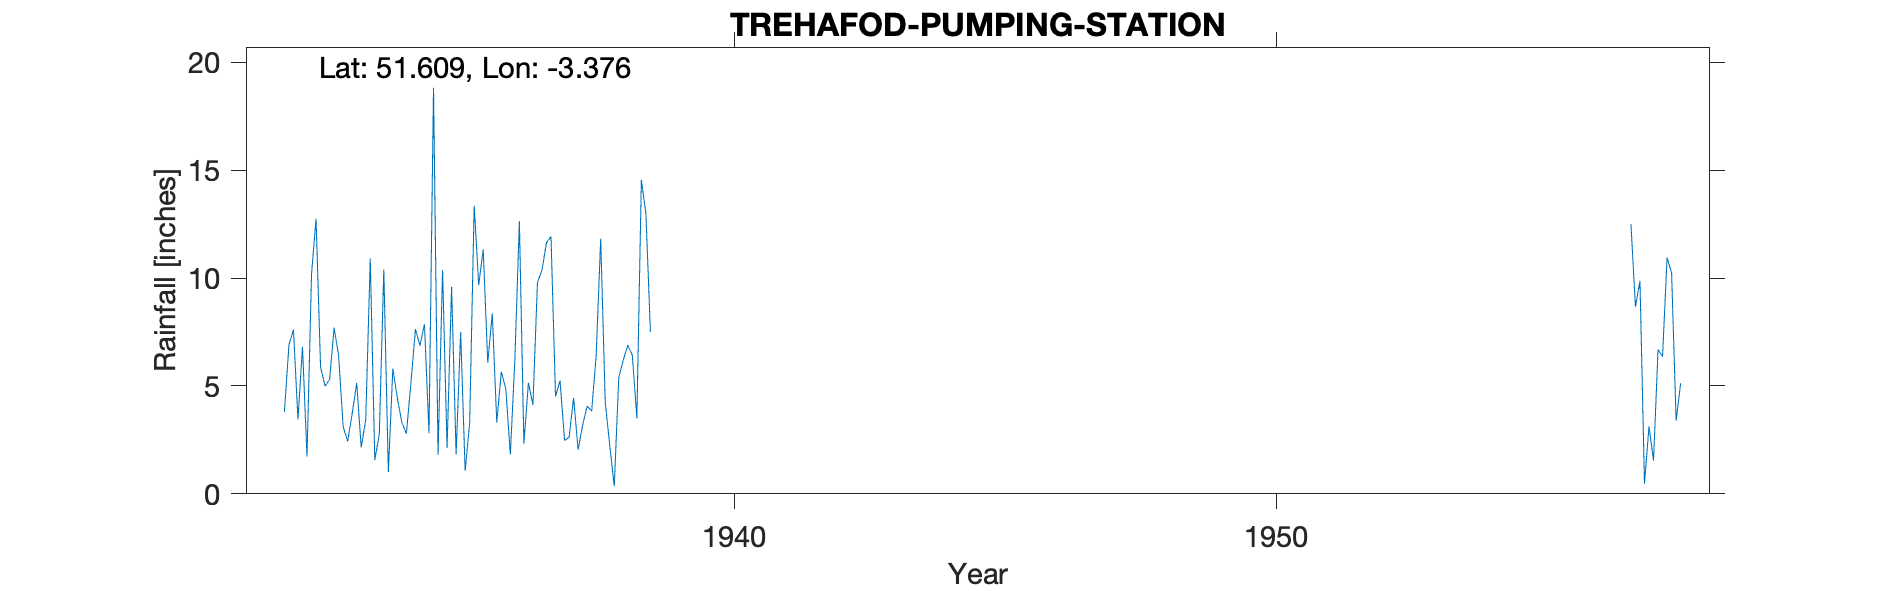 TREHAFOD-PUMPING-STATION
Lat: 51.609, Lon: -3.376
20
15
10
5
0
Rainfall [inches]
1940
1950
Year